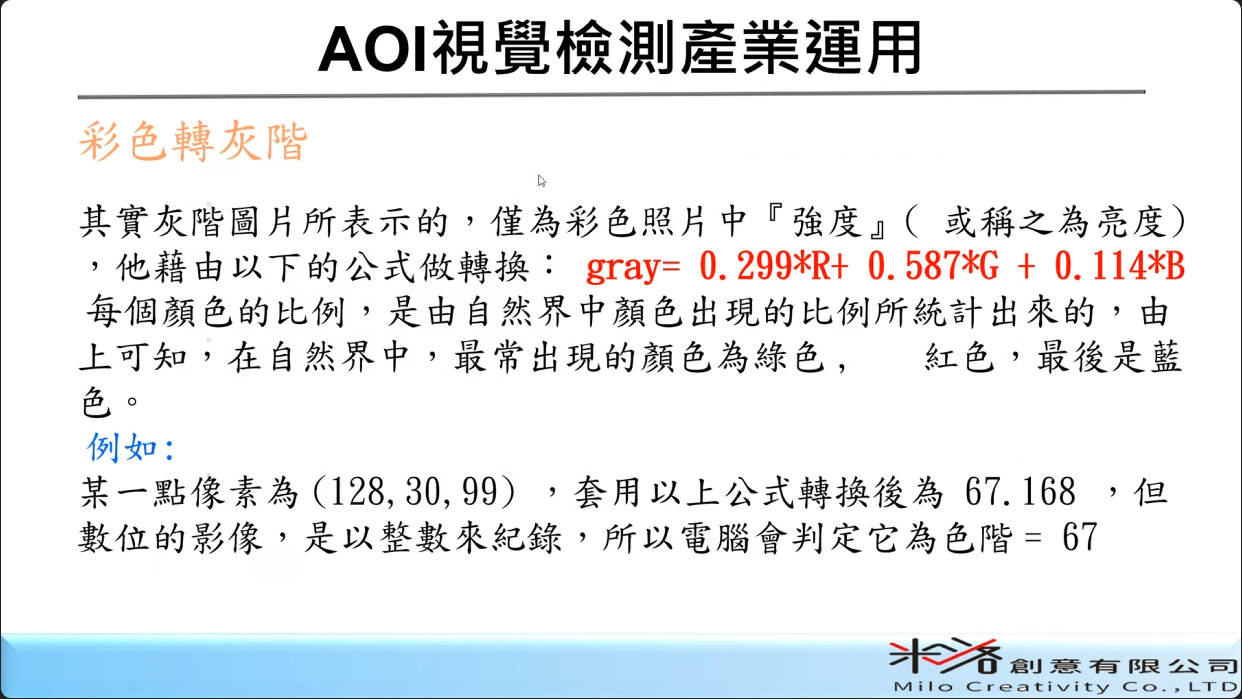 AOI視覺檢測產業運用
彩色轉灰階
其實灰階圖片所表示的，僅為彩色照片中『強度』( 或稱之為亮度)
，他藉由以下的公式做轉換： gray= 0.299*R+ 0.587*G + 0.114*B
每個顏色的比例，是由自然界中顏色出現的比例所統計出來的，由
上可知，在自然界中，最常出現的顏色為綠色， 紅色，最後是藍
色。
例如:
某一點像素為(128,30,99) ，套用以上公式轉換後為 67.168 ，但
數位的影像，是以整數來紀錄，所以電腦會判定它為色階= 67
米洛創意有限公司
Milo Creativity Co.,LTD